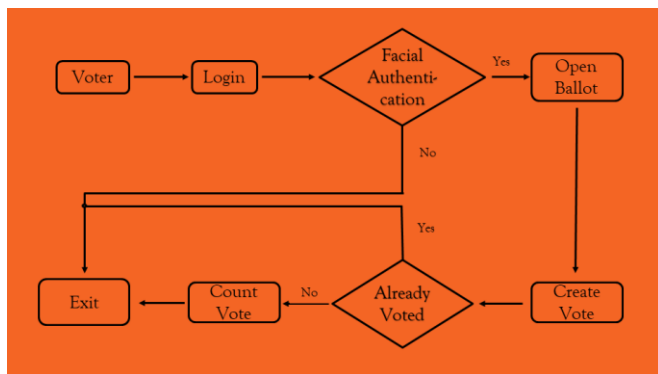 Voter
Login
Facial
Authenti-
cation
Yes
Open
Ballot
No
Yes
Exit
Count
Vote
No
Already
Voted
Create
Vote